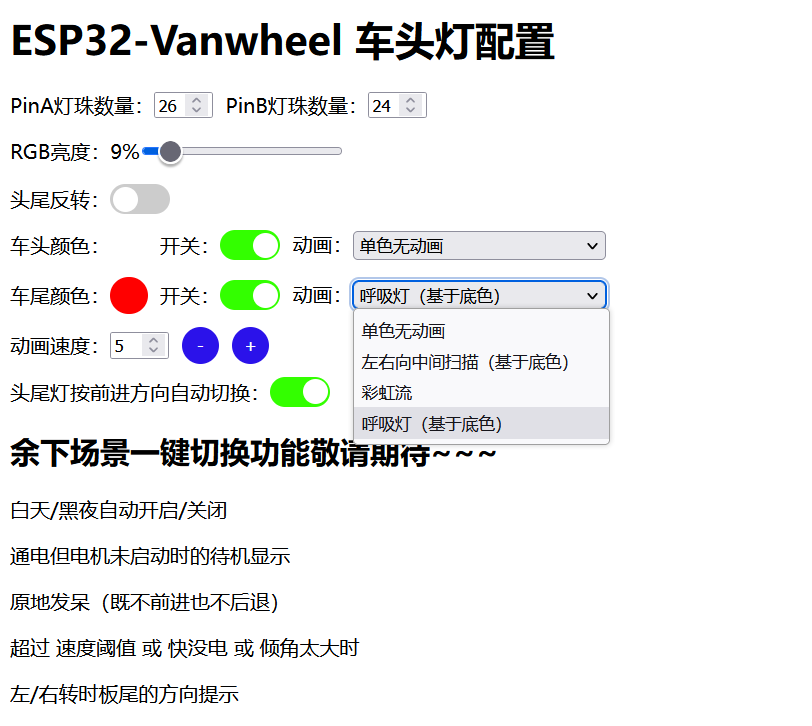 ESP32-Vanwheel 车头灯配置
PinA灯珠数量：26 PinB灯珠数量：24
RGB亮度：9%
头尾反转：
车头颜色： 开关： 动画：单色无动画
车尾颜色： 开关： 动画：呼吸灯（基于底色）
单色无动画
动画速度：5 - +
左右向中间扫描（基于底色）
彩虹流
头尾灯按前进方向自动切换：
呼吸灯（基于底色）
余下场景一键切换功能敬请期待~~~
白天/黑夜自动开启/关闭
通电但电机未启动时的待机显示
原地发呆（既不前进也不后退）
超过 速度阈值 或 快没电 或 倾角太大时
左/右转时板尾的方向提示